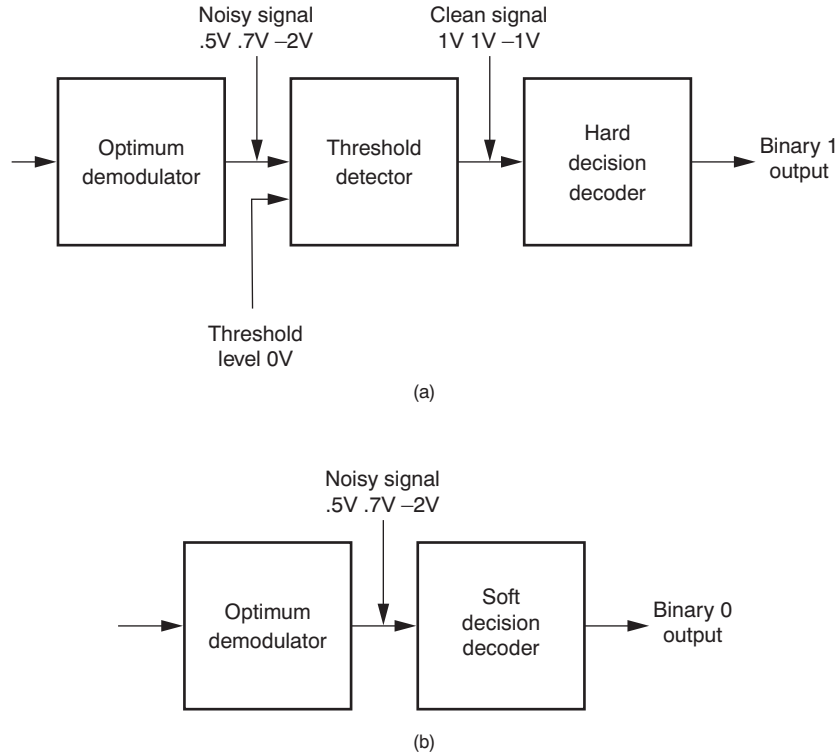 Noisy signal
.5V .7V –2V
Clean signal
1V 1V –1V
Optimum
demodulator
Threshold
detector
Hard
decision
decoder
Binary 1
output
Threshold
level 0V
(a)
Noisy signal
.5V .7V –2V
Optimum
demodulator
Soft
decision
decoder
Binary 0
output
(b)